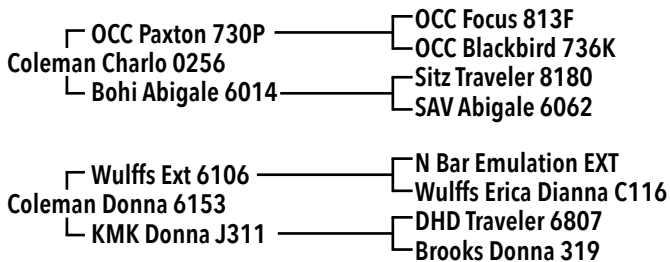 OCC Focus 813F
OCC Paxton 730P
OCC Blackbird 736K
Coleman Charlo 0256
Sitz Traveler 8180
Bohi Abigale 6014
SAV Abigale 6062
N Bar Emulation EXT
Wulffs Ext 6106
Wulffs Erica Dianna C116
Coleman Donna 6153
DHD Traveler 6807
KMK Donna J311
Brooks Donna 319